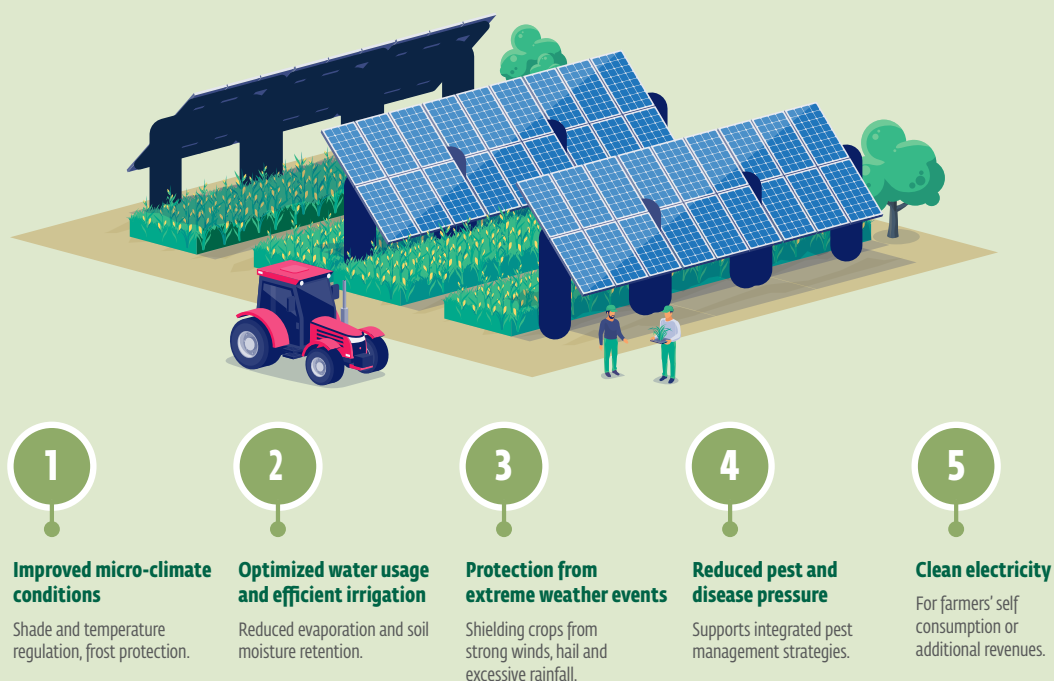 1
Improved micro-climate
conditions
Shade and temperature
regulation, frost protection.
2
Optimized water usage
and efficient irrigation
Reduced evaporation and soil
moisture retention.
3
Protection from
extreme weather events
Shielding crops from
strong winds, hail and
excessive rainfall.
4
Reduced pest and
disease pressure
Supports integrated pest
management strategies.
5
Clean electricity
For farmers’ self
consumption or
additional revenues.